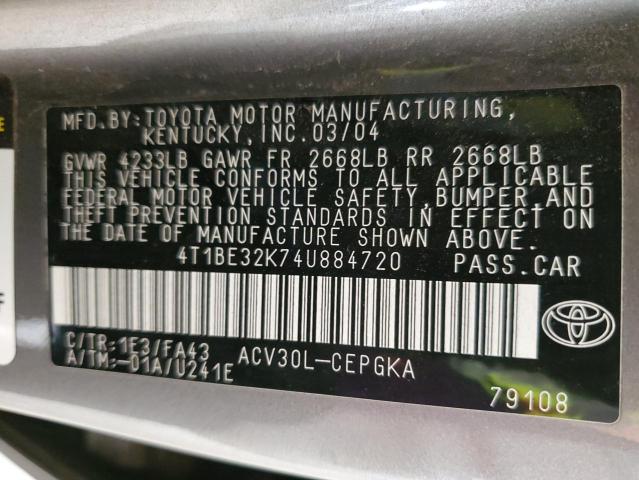 MFD.BY:TOYOTA MOTOR MANUFACTURING,
KENTUCKY,INC.03/04
GVWR 4233LB GAWR FR 2668LB RR 2668LB
THIS VEHICLE CONFORMS TO ALL APPLICABLE
FEDERAL MOTOR VEHICLE SAFETY,BUMPER,AND
THEFT PREVENTION STANDARDS IN EFFECT ON
THE DATE OF MANUFACTURE SHOWN ABOVE.
4T1BE32K74U884720 PASS.CAR
C/TR:1E3/FA43 ACV30L-CEPGKA
A/TM:-01A/U241E
79108